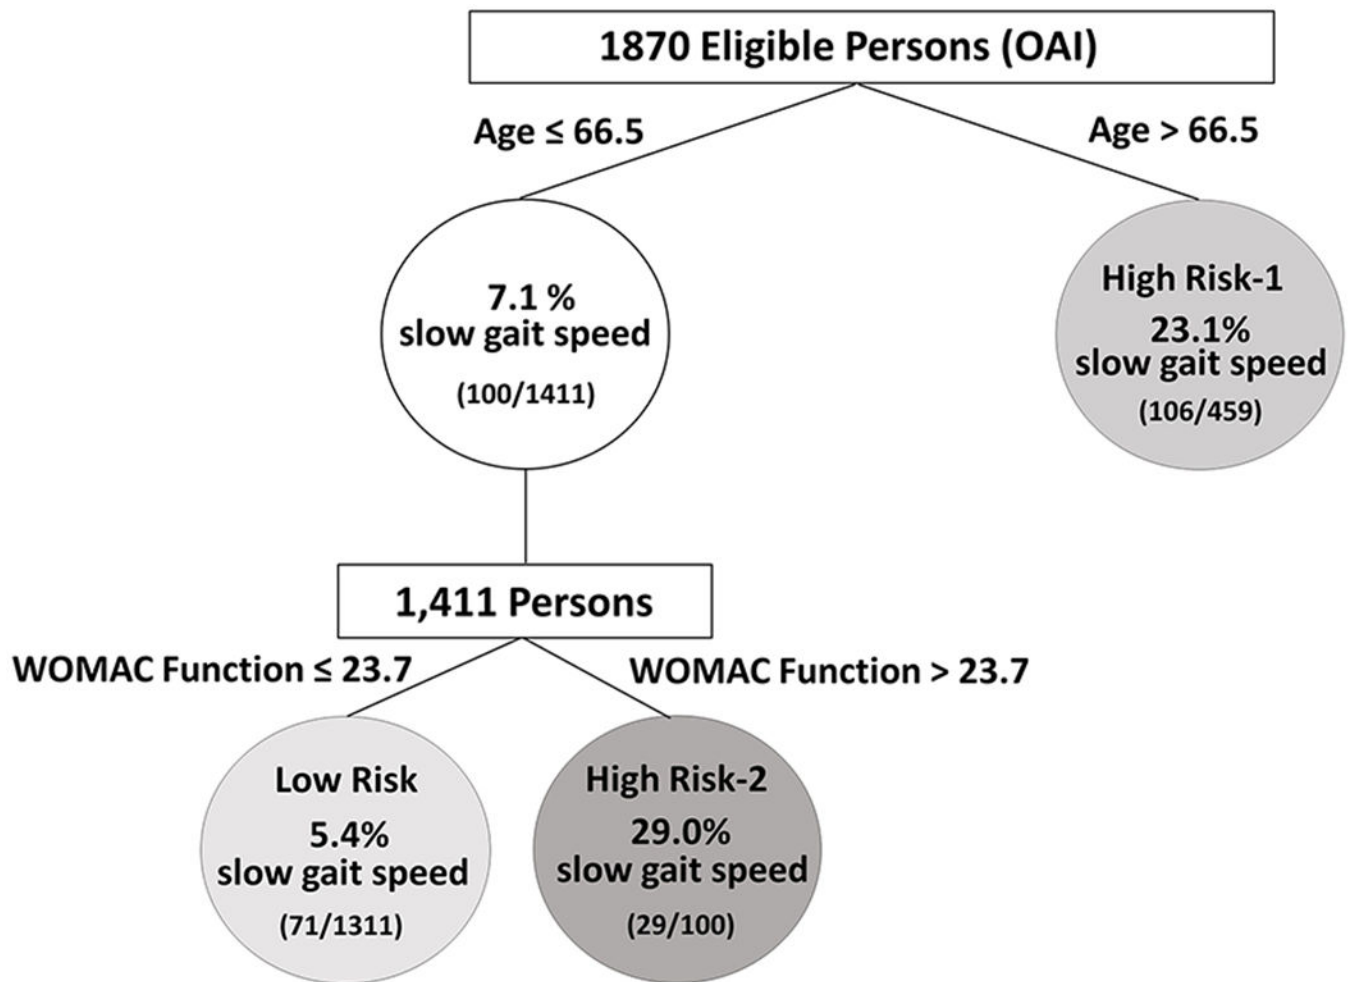 1870 Eligible Persons (OAI)
Age ≤ 66.5
Age > 66.5
7.1 %
slow gait speed
(100/1411)
High Risk-1
23.1%
slow gait speed
(106/459)
1,411 Persons
WOMAC Function ≤ 23.7
WOMAC Function > 23.7
Low Risk
5.4%
slow gait speed
(71/1311)
High Risk-2
29.0%
slow gait speed
(29/100)